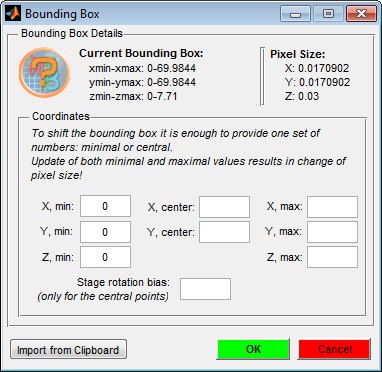 Bounding Box
Bounding Box Details
Current Bounding Box:
xmin-xmax: 0-69.9844
ymin-ymax: 0-69.9844
zmin-zmax: 0-7.71
Pixel Size:
X: 0.0170902
Y: 0.0170902
Z: 0.03
Coordinates
To shift the bounding box it is enough to provide one set of
numbers: minimal or central.
Update of both minimal and maximal values results in change of
pixel size!
X, min: 0 X, center: X, max:
Y, min: 0 Y, center: Y, max:
Z, min: 0 Z, max:
Stage rotation bias:
(only for the central points)
Import from Clipboard OK Cancel